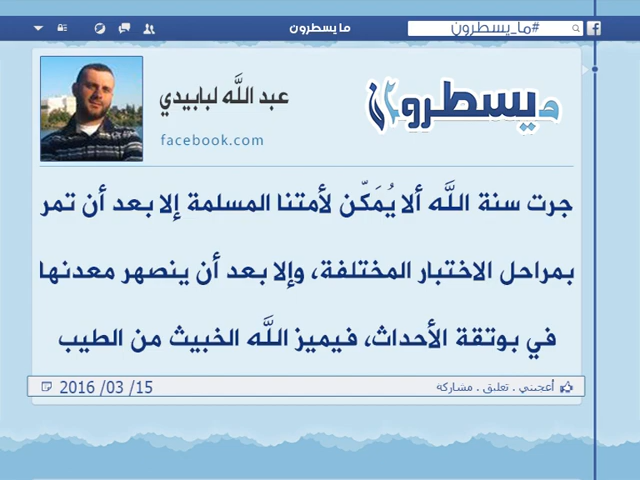 ما يسطرون
#ما_يسطرون
عبد الله لبابيدي
facebook.com
ما يسطرون
جرت سنة الله ألا يُمَكّن لأمتنا المسلمة إلا بعد أن تمر
بمراحل الاختبار المختلفة، وإلا بعد أن ينصهر معدنها
في بوتقة الأحداث، فيميز الله الخبيث من الطيب
أعجبني . تعليق . مشاركة
2016 /03 /15